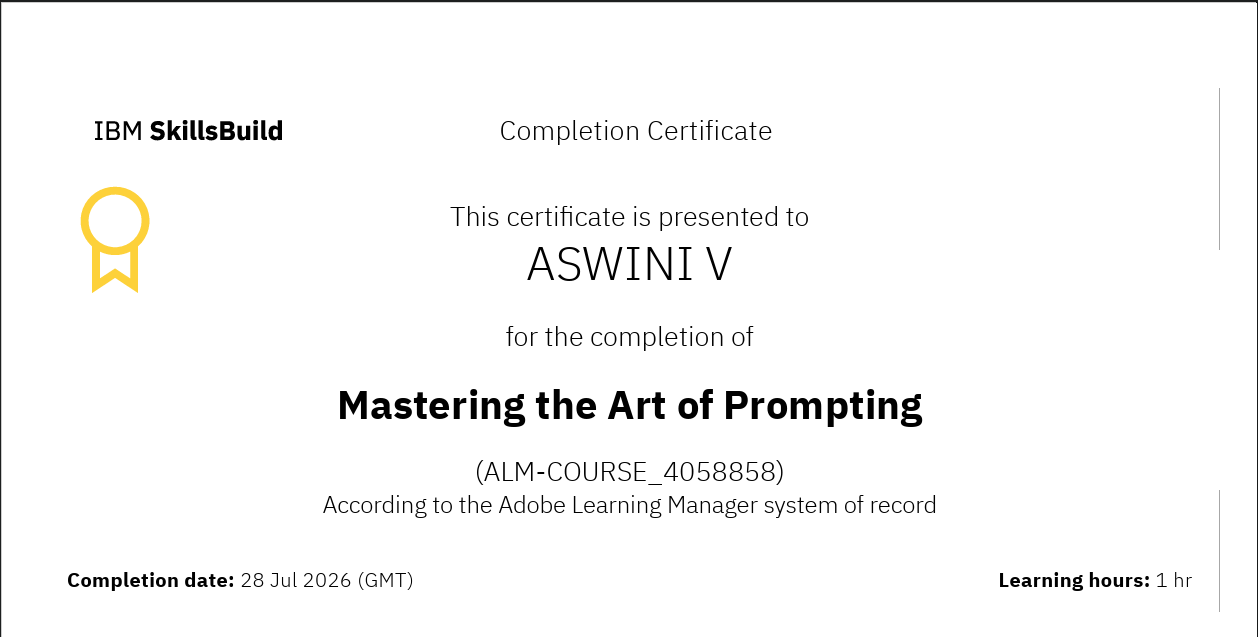 IBM SkillsBuild
Completion Certificate
This certificate is presented to
ASWINI V
for the completion of
Mastering the Art of Prompting
(ALM-COURSE_4058858)
According to the Adobe Learning Manager system of record
Completion date: 28 Jul 2026 (GMT)
Learning hours: 1 hr